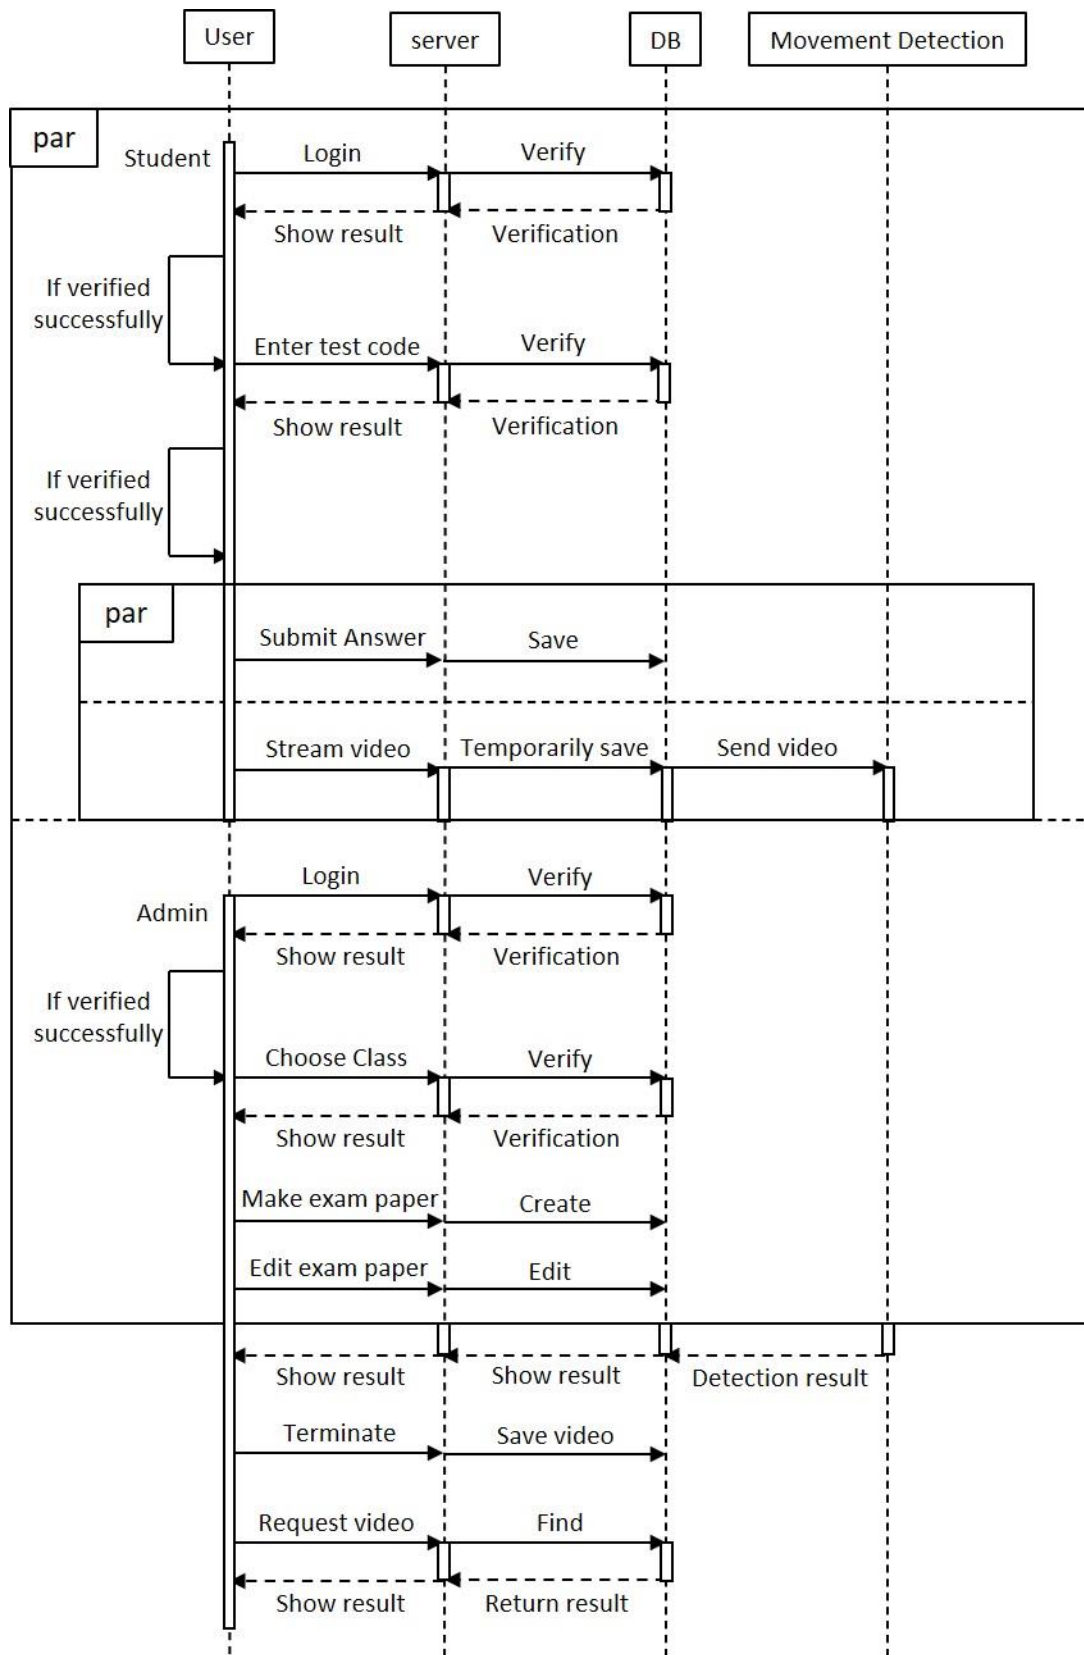 User
server
DB
Movement Detection
par
Student
Login
Verify
Show result
Verification
If verified
successfully
Enter test code
Verify
Show result
Verification
If verified
successfully
par
Submit Answer
Save
Stream video
Temporarily save
Send video
Login
Verify
Admin
Show result
Verification
If verified
successfully
Choose Class
Verify
Show result
Verification
Make exam paper
Create
Edit exam paper
Edit
Show result
Show result
Detection result
Terminate
Save video
Request video
Find
Show result
Return result